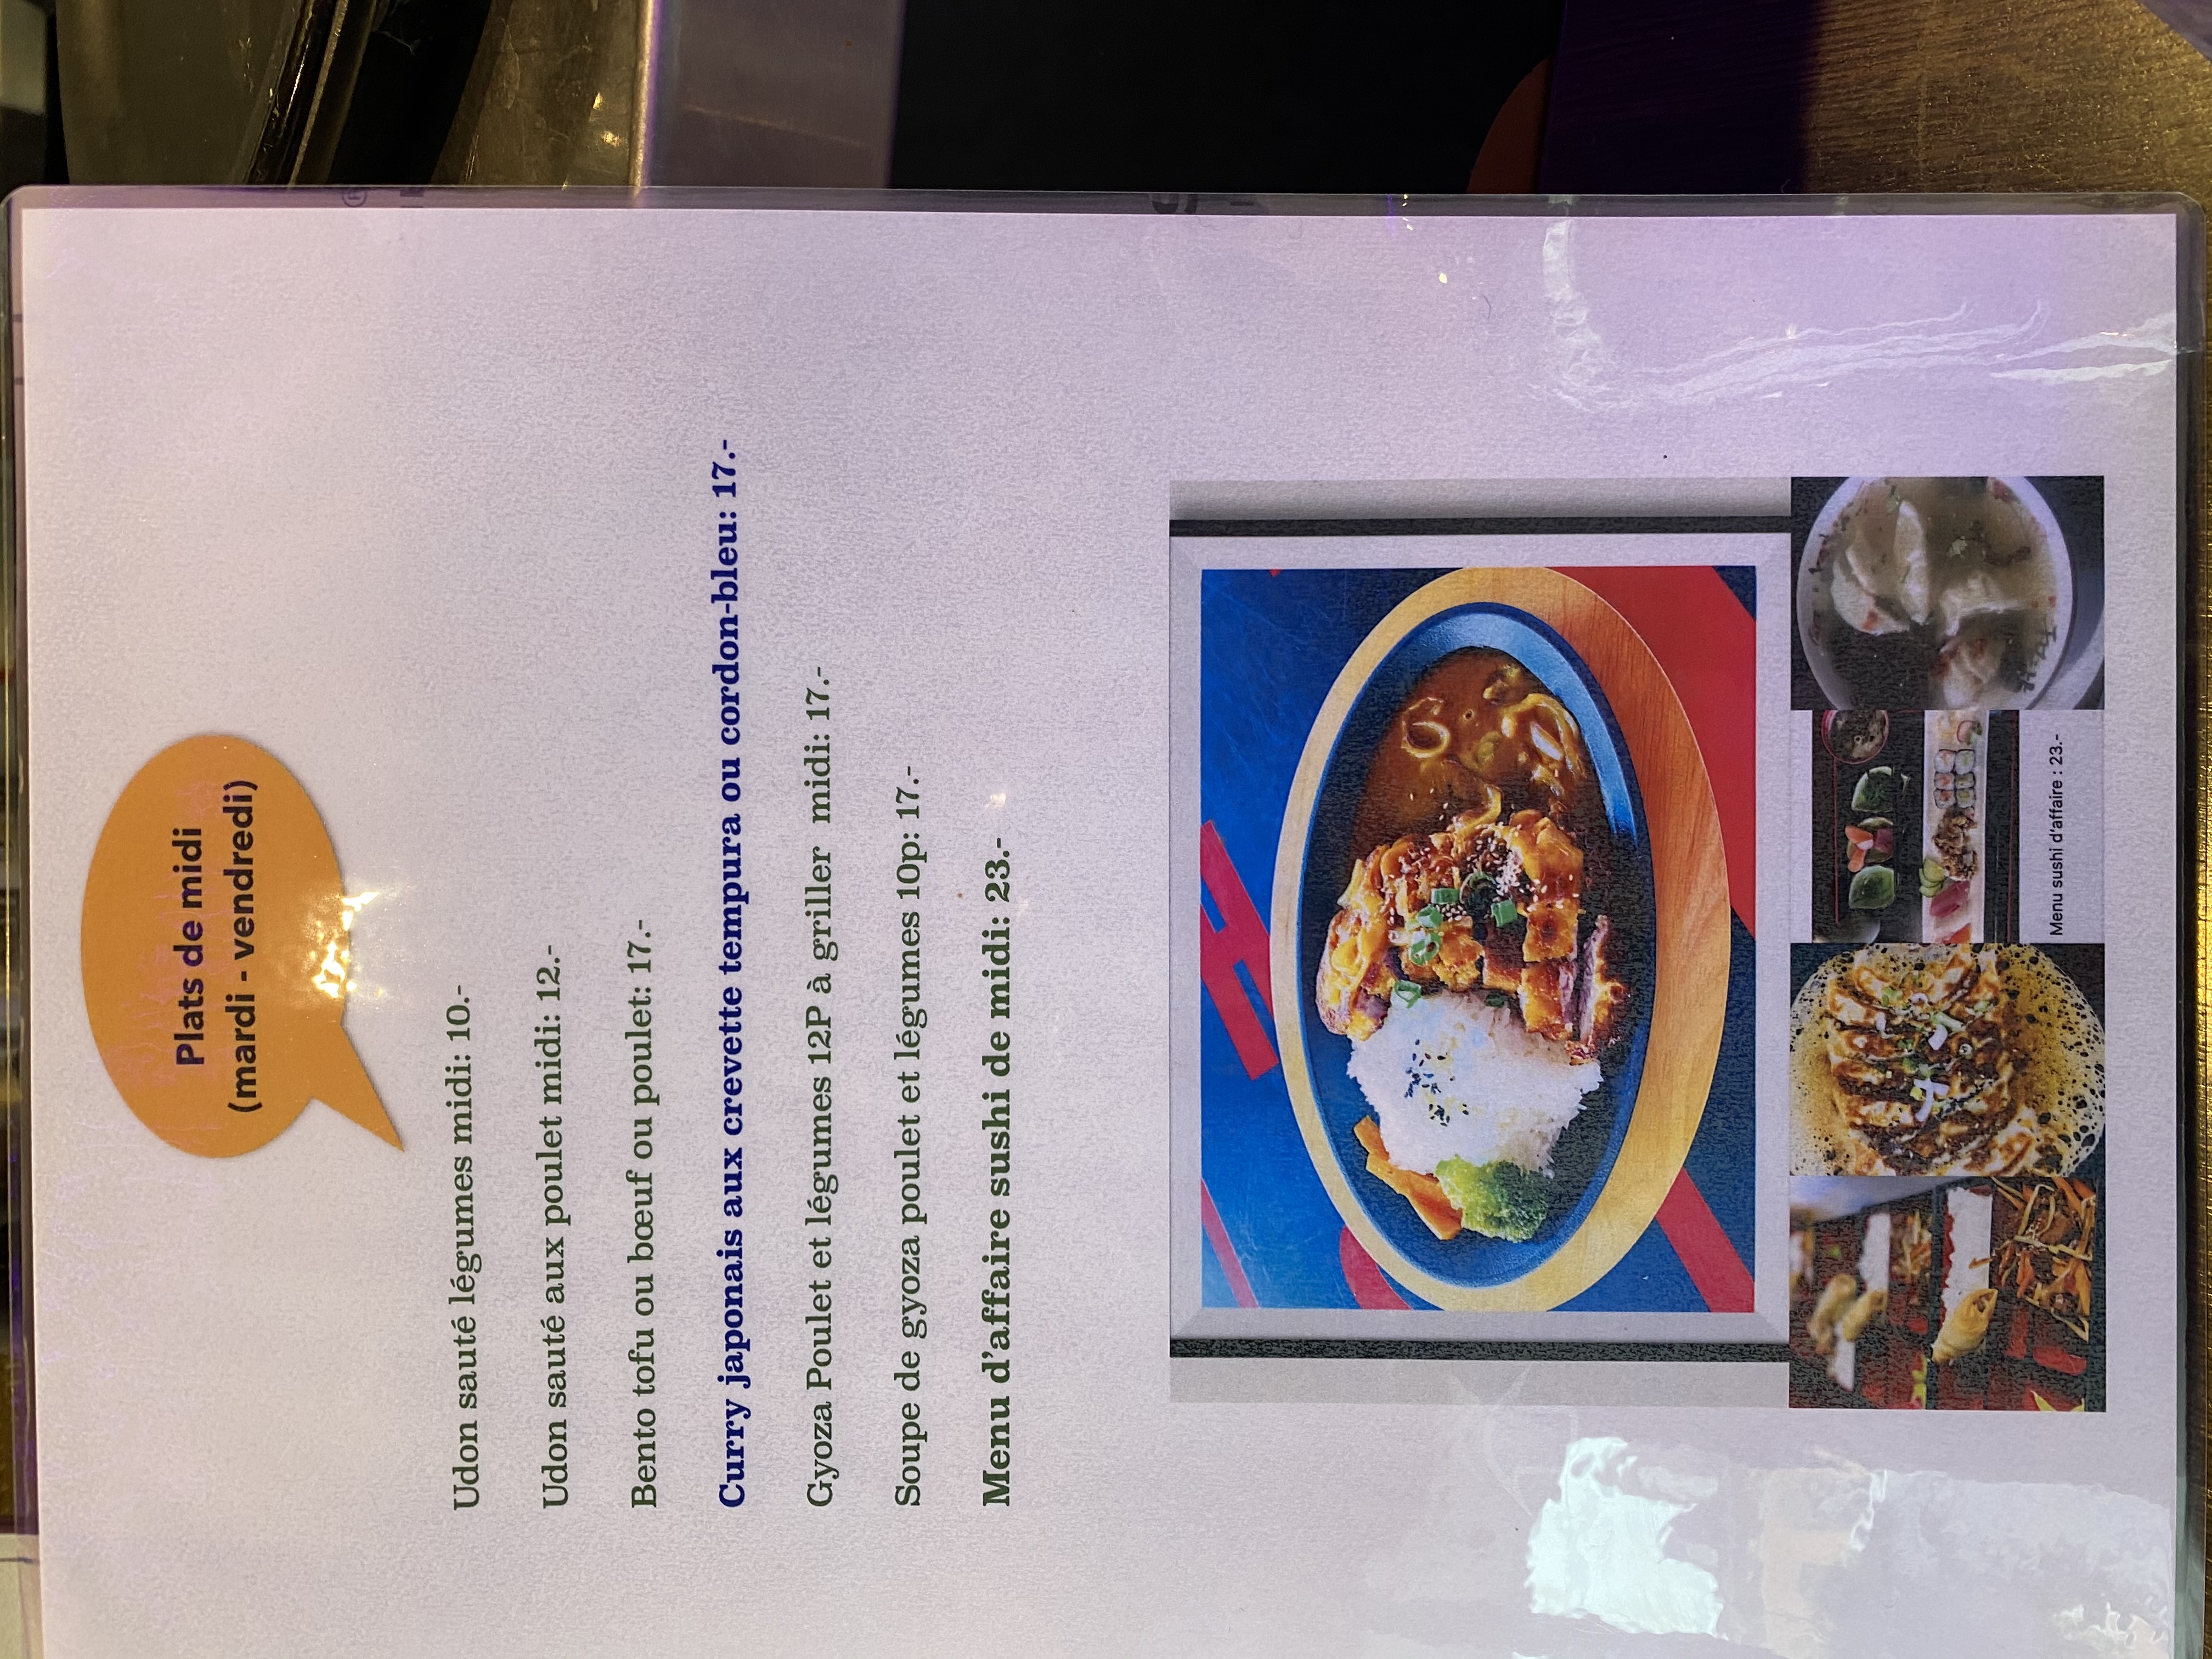 Plats de midi
(mardi - vendredi)
Udon sauté légumes midi: 10.-
Udon sauté aux poulet midi: 12.-
Bento tofu ou bœuf ou poulet: 17.-
Curry japonais aux crevette tempura ou cordon-bleu: 17.-
Gyoza Poulet et légumes 12P à griller  midi: 17.-
Soupe de gyoza poulet et légumes 10p: 17.-
Menu d’affaire sushi de midi: 23.-
Menu sushi d’affaire : 23.-